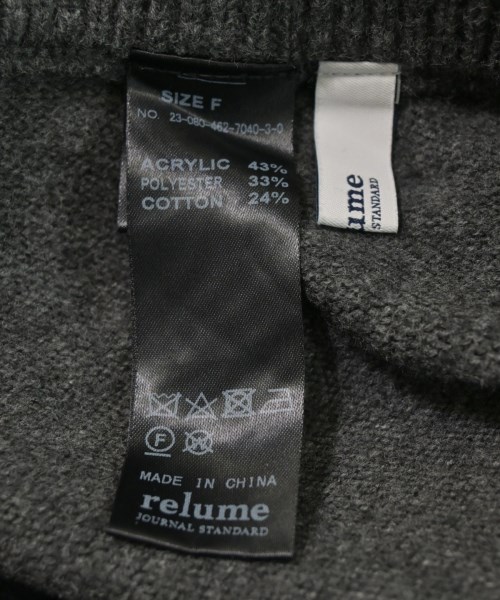 SIZE F
NO. 23-080-462-7040-3-0
ACRYLIC 43%
POLYESTER 33%
COTTON 24%
F
W
MADE IN CHINA
relume
JOURNAL STANDARD
ume
STANDARD